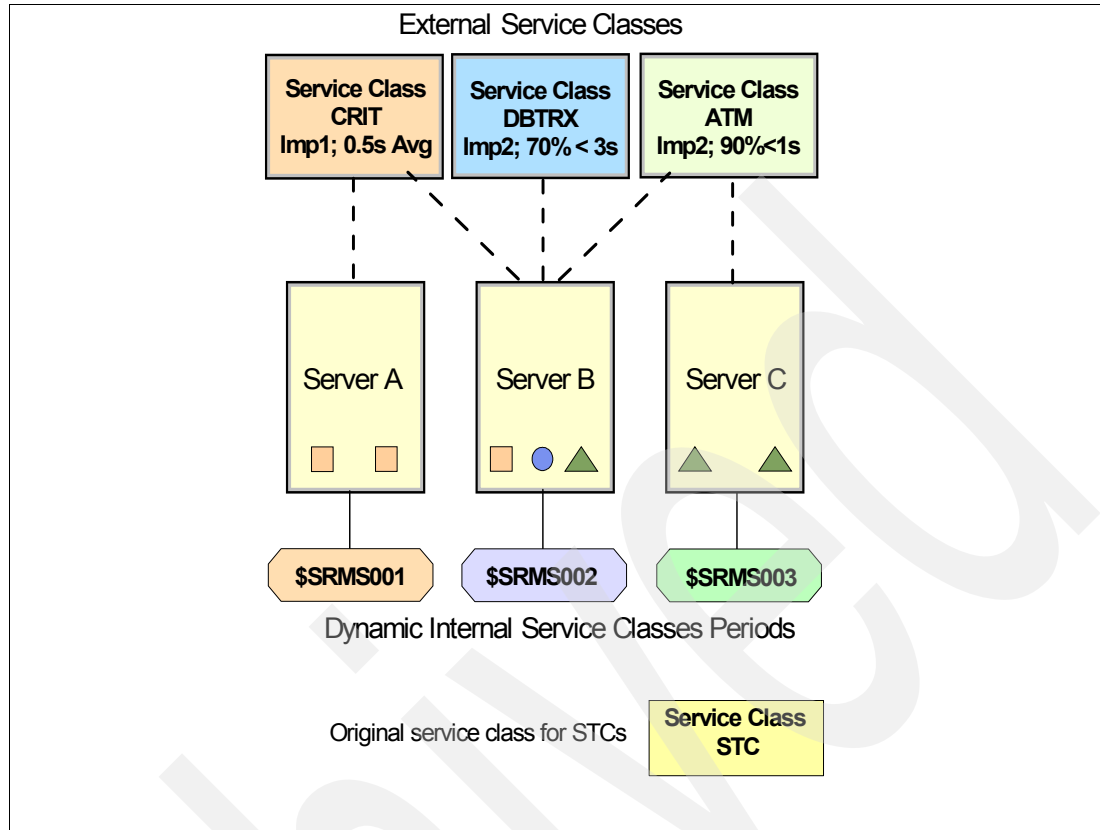 External Service Classes
Service Class
CRIT
Imp1; 0.5s Avg
Service Class
DBTRX
Imp2; 70% < 3s
Service Class
ATM
Imp2; 90%<1s
Server A
Server B
Server C
$SRMS001
$SRMS002
$SRMS003
Dynamic Internal Service Classes Periods
Original service class for STCs
Service Class
STC